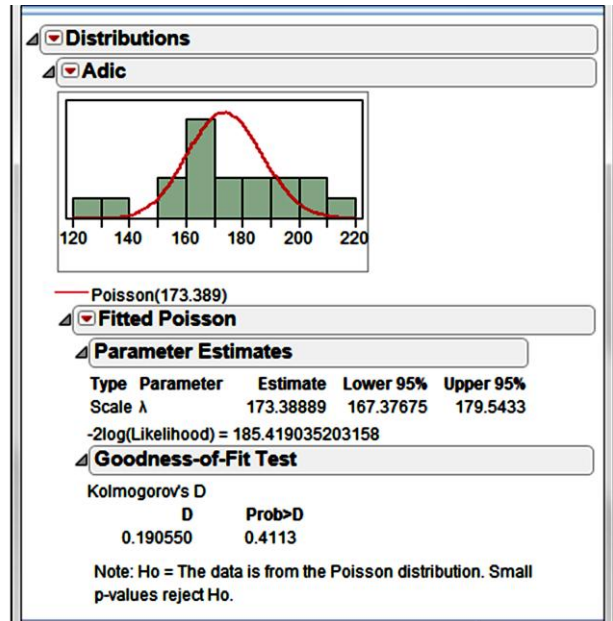 Distributions
Adic
120 140 160 180 200 220
Poisson(173.389)
Fitted Poisson
Parameter Estimates
Type Parameter Estimate Lower 95% Upper 95%
Scale λ 173.38889 167.37675 179.5433
-2log(Likelihood) = 185.419035203158
Goodness-of-Fit Test
Kolmogorov's D
D Prob>D
0.190550 0.4113
Note: Ho = The data is from the Poisson distribution. Small
p-values reject Ho.